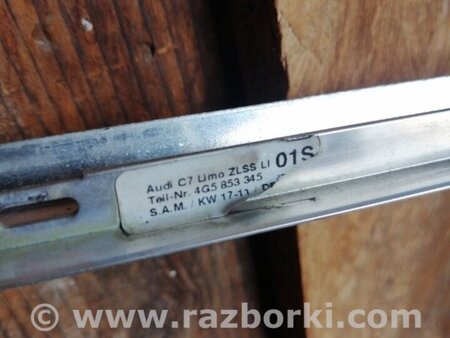 Audi C7 Limo ZLSS Li 01S
Teil-Nr. 4G5 853 345
S.A.M. / KW 17-11 /
© www.razborki.com